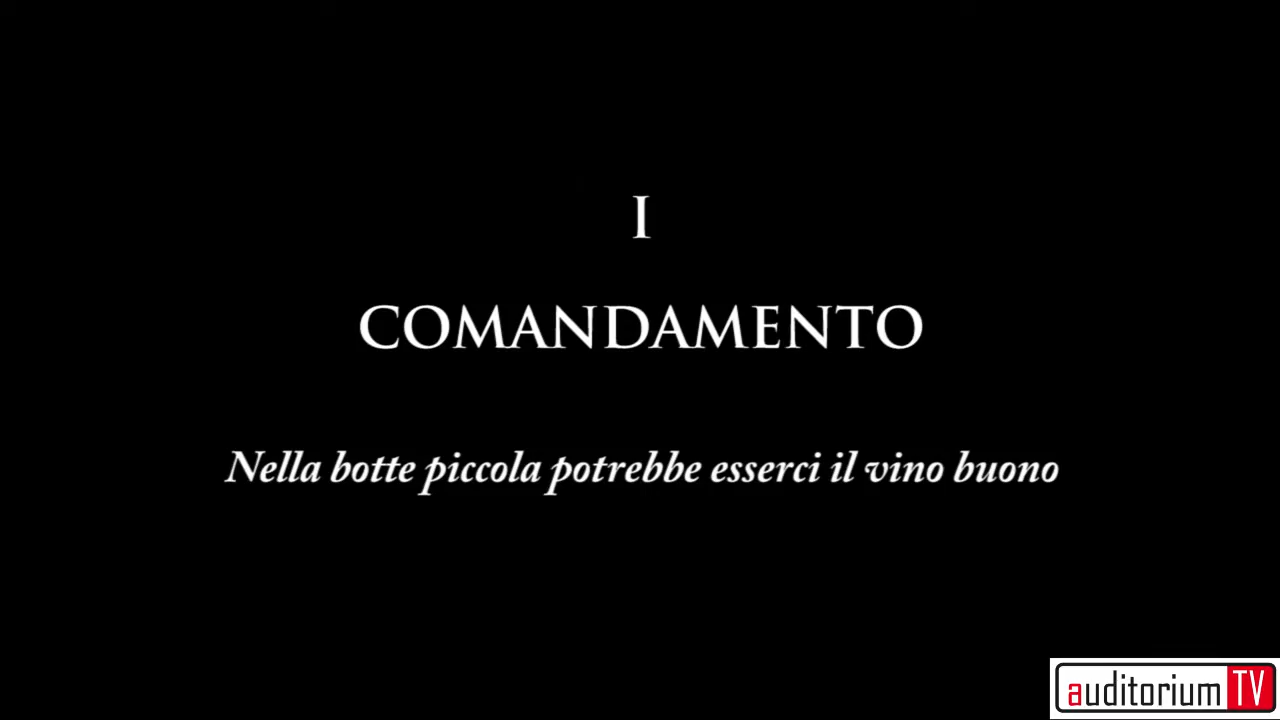 I
COMANDAMENTO
Nella botte piccola potrebbe esserci il vino buono
auditorium TV